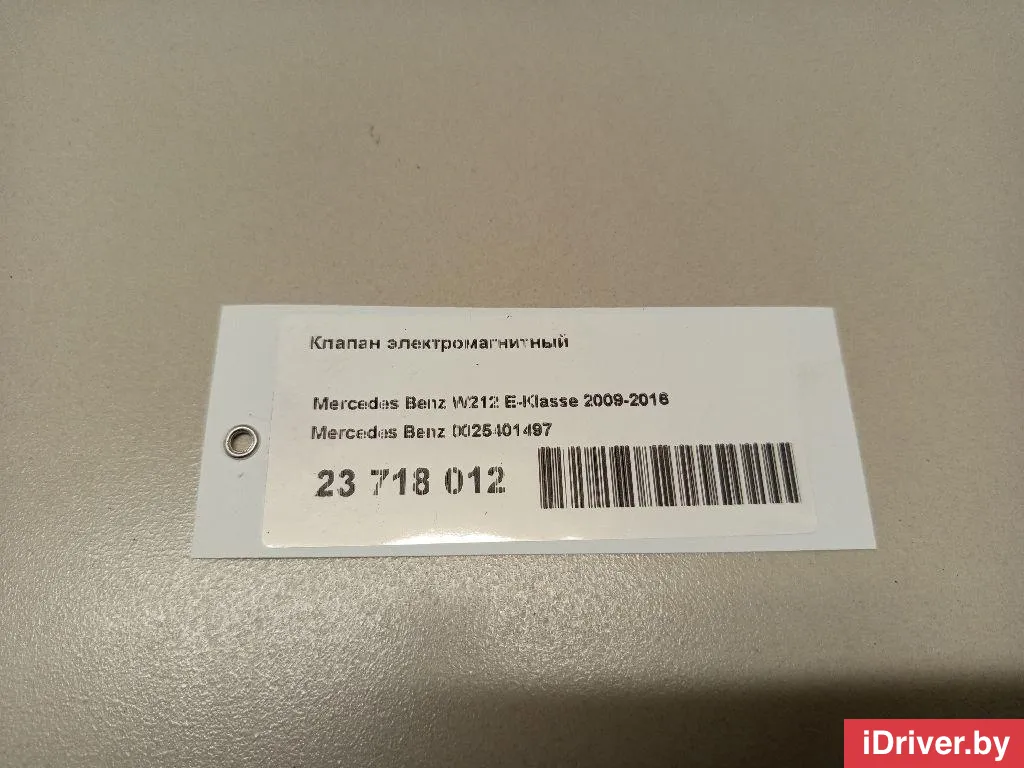 Клапан электромагнитный
Mercedes Benz W212 E-Klasse 2009-2016
Mercedes Benz 0025401497
23 718 012
iDriver.by